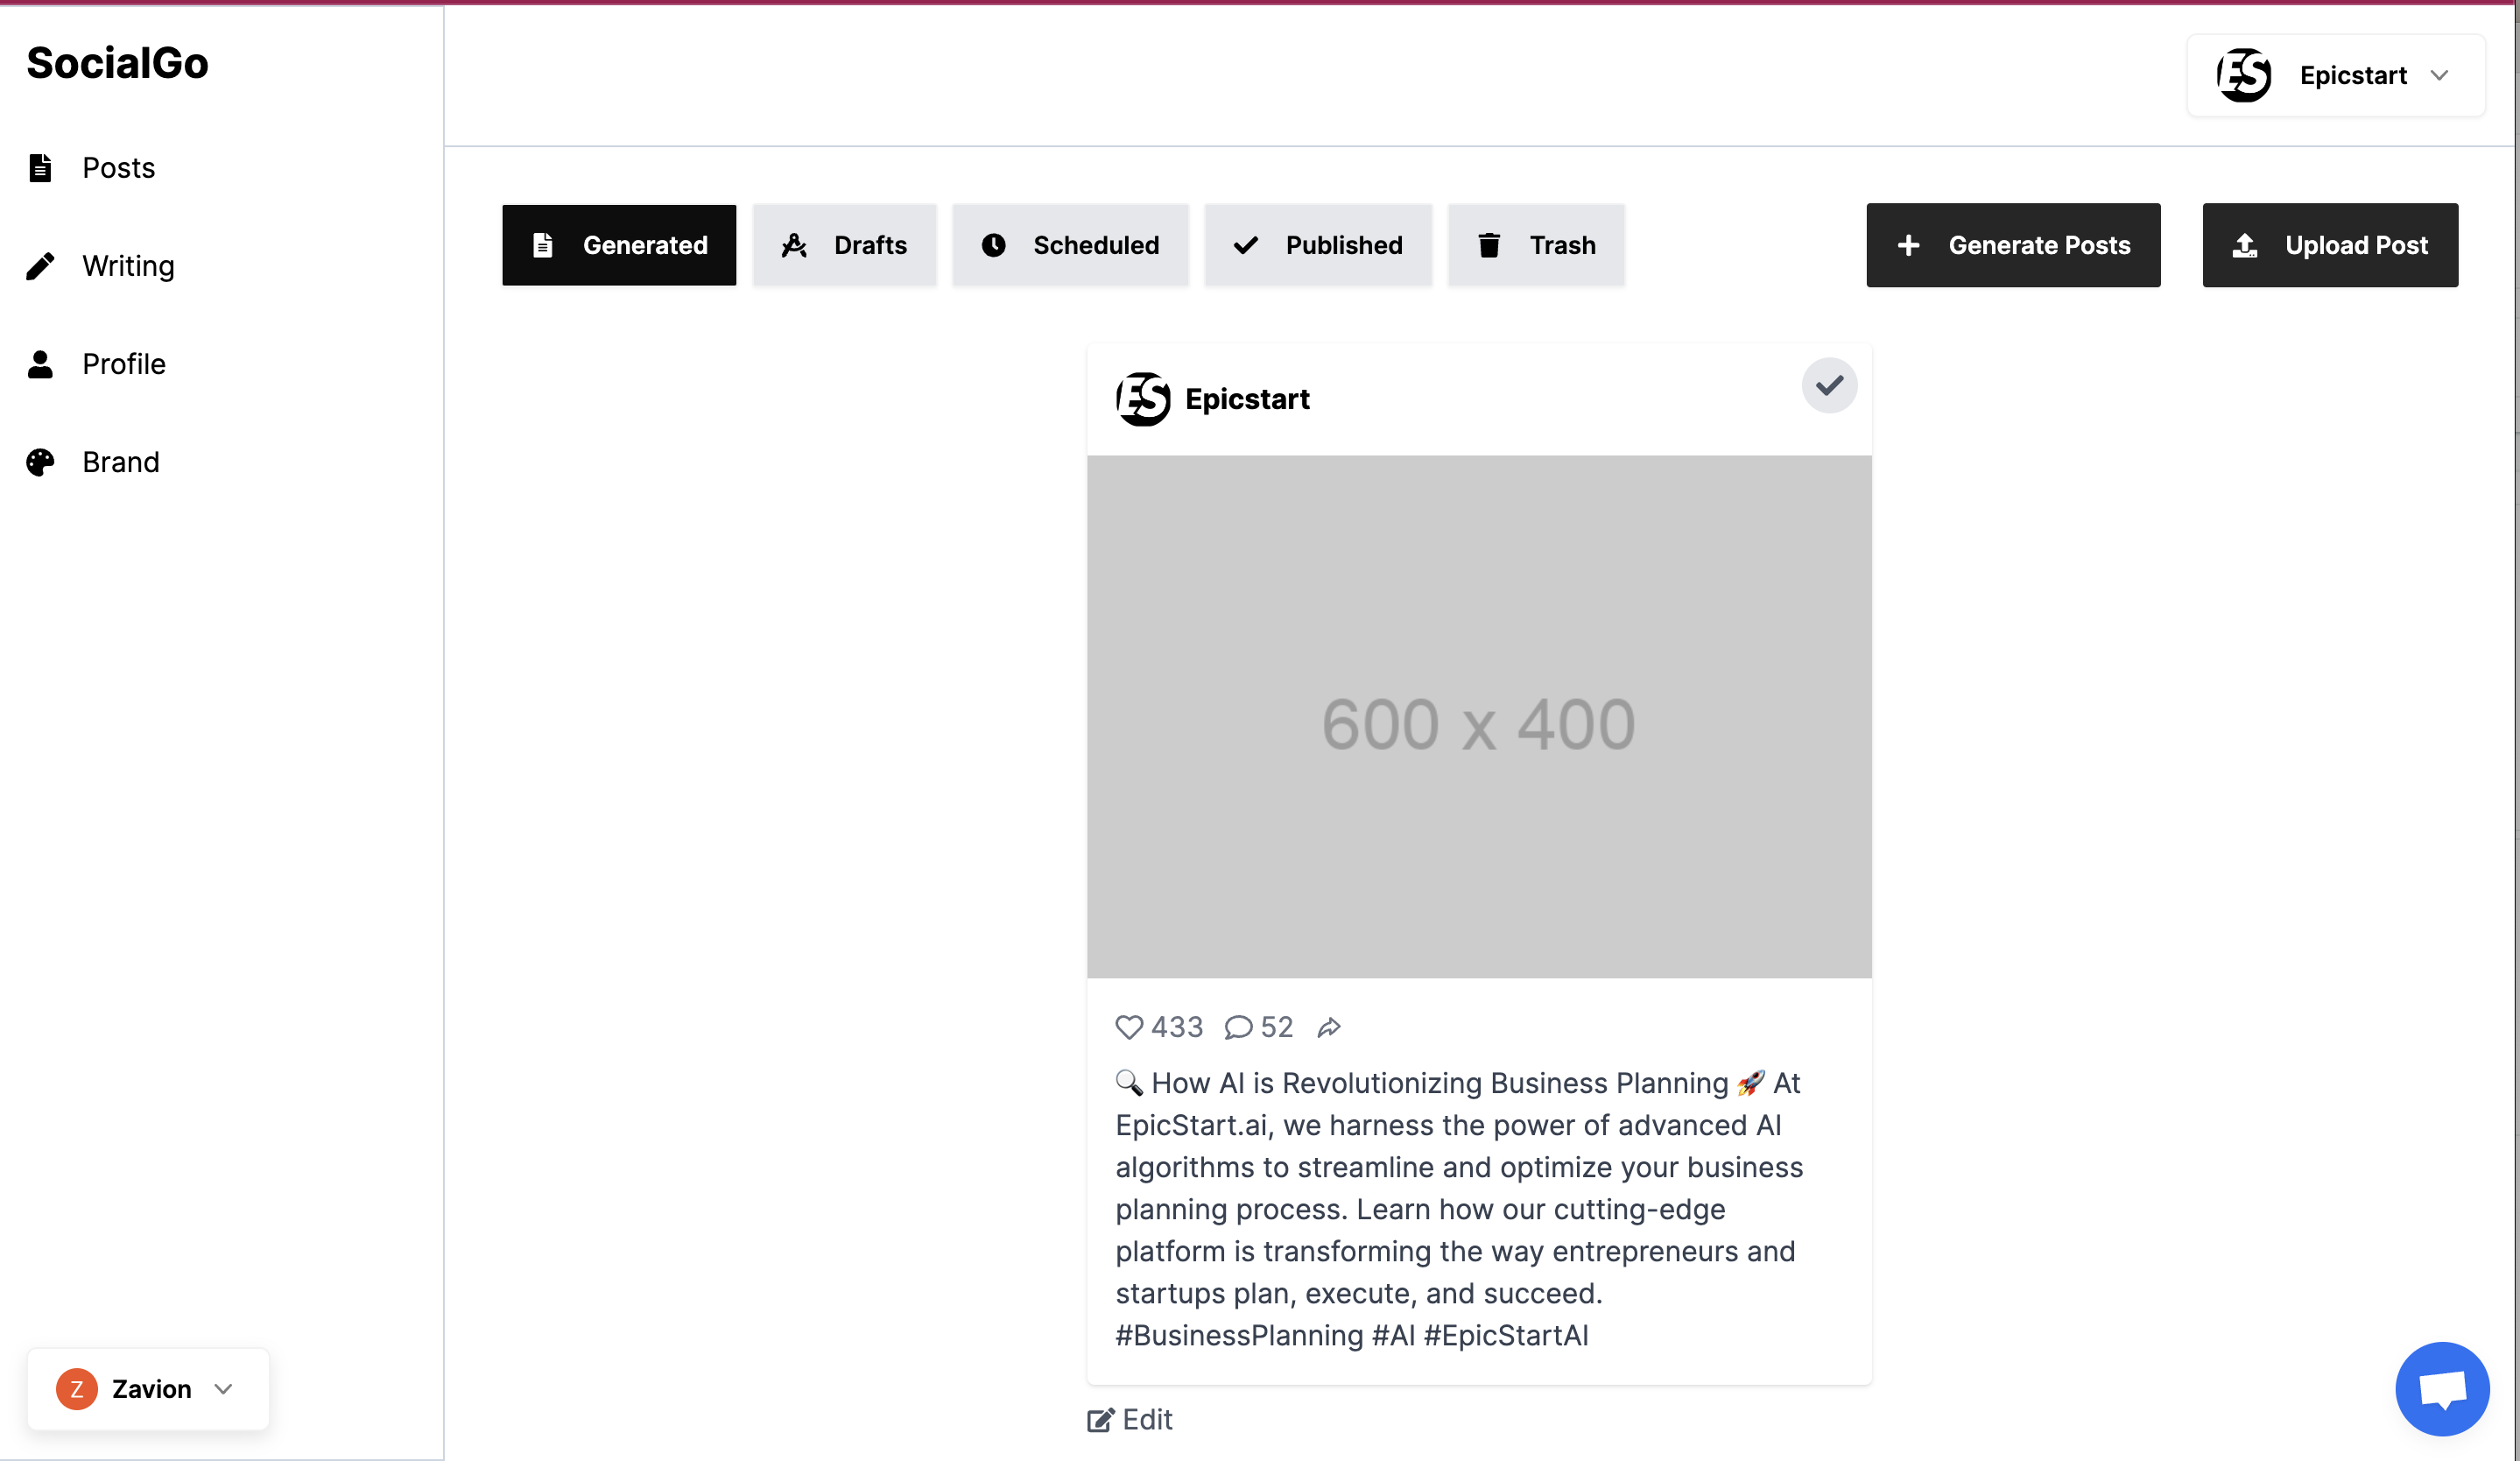 SocialGo
Epicstart
Posts
Writing
Profile
Brand
Generated
Drafts
Scheduled
Published
Trash
Generate Posts
Upload Post
Epicstart
600 x 400
433 52
🔍 How AI is Revolutionizing Business Planning 🚀 At
EpicStart.ai, we harness the power of advanced AI
algorithms to streamline and optimize your business
planning process. Learn how our cutting-edge
platform is transforming the way entrepreneurs and
startups plan, execute, and succeed.
#BusinessPlanning #AI #EpicStartAI
Edit
Z Zavion